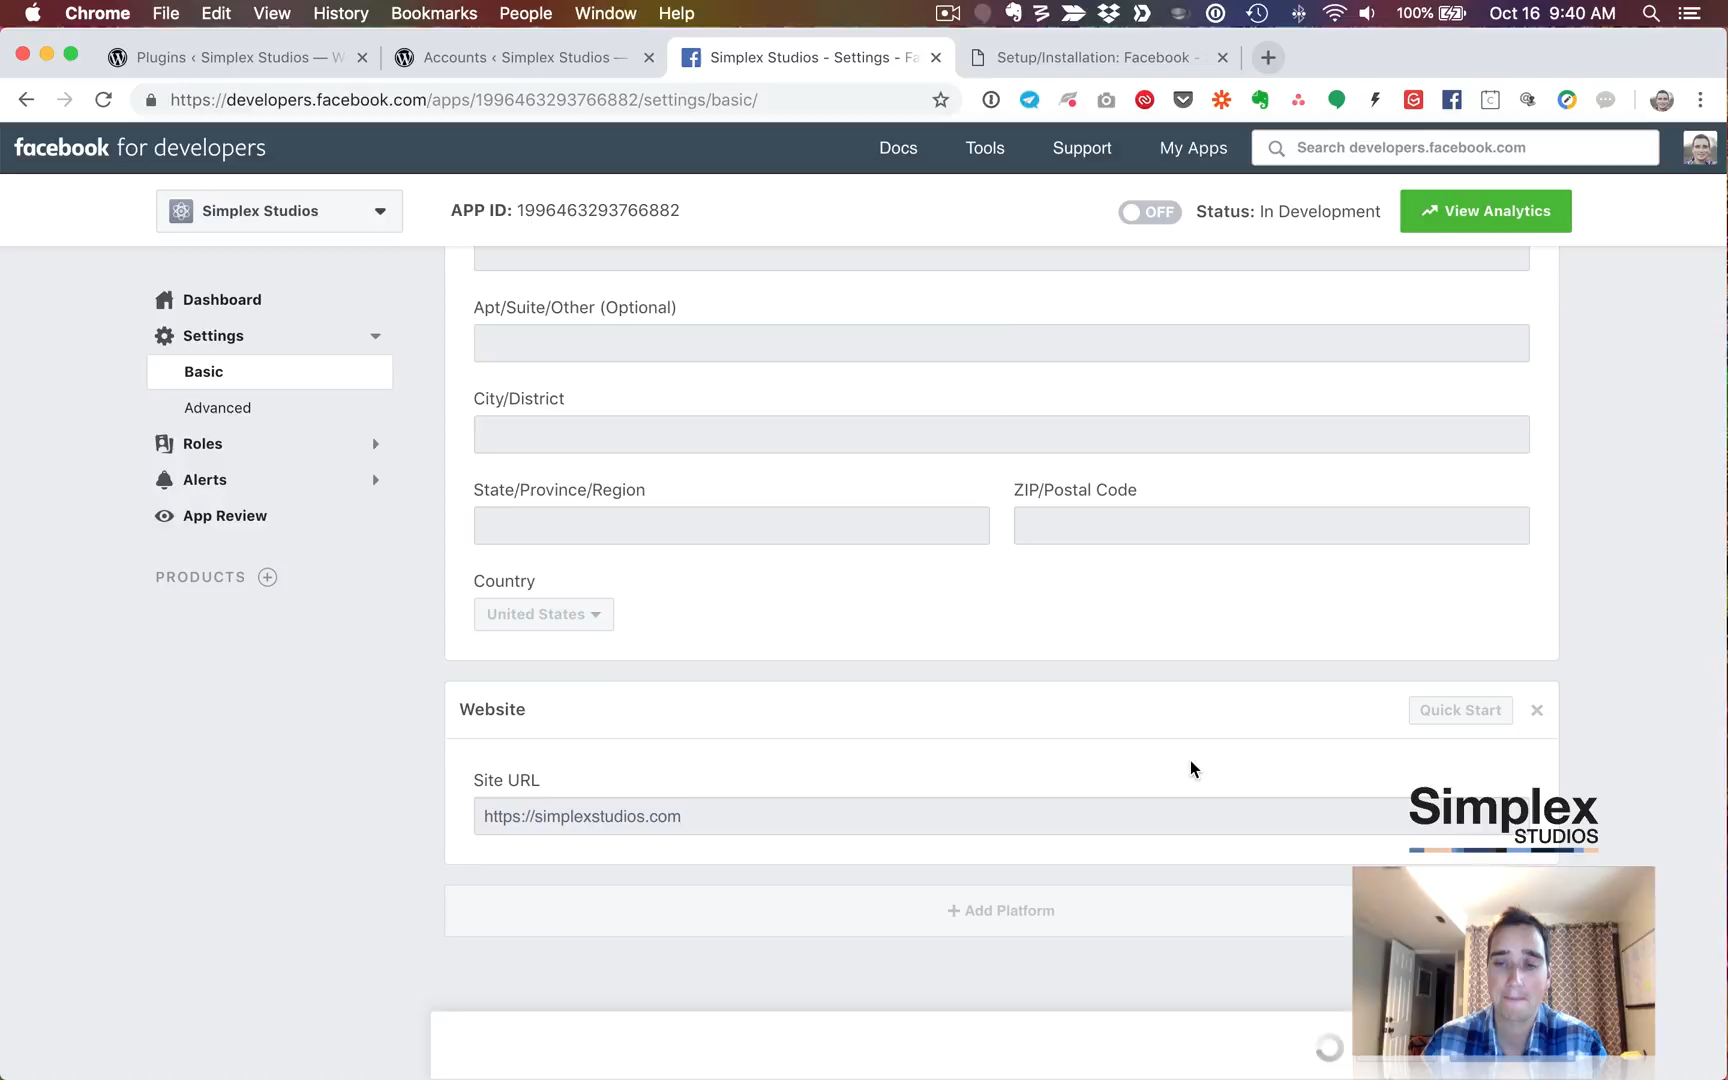 Chrome File Edit View History Bookmarks People Window Help 100% Oct 16 9:40 AM
Plugins ‹ Simplex Studios — W
Accounts ‹ Simplex Studios —
Simplex Studios - Settings - Fa
Setup/Installation: Facebook -
https://developers.facebook.com/apps/1996463293766882/settings/basic/
facebook for developers
Docs Tools Support My Apps Search developers.facebook.com
Simplex Studios
APP ID: 1996463293766882
OFF Status: In Development
View Analytics
Dashboard
Settings
Basic
Advanced
Roles
Alerts
App Review
PRODUCTS
Apt/Suite/Other (Optional)
City/District
State/Province/Region
ZIP/Postal Code
Country
United States
Website
Quick Start
Site URL
https://simplexstudios.com
Simplex
STUDIOS
+ Add Platform